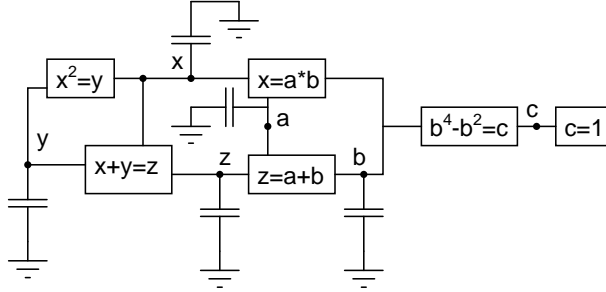 x
x²=y
x=a*b
a
c
b⁴-b²=c
c=1
y
x+y=z
z
z=a+b
b